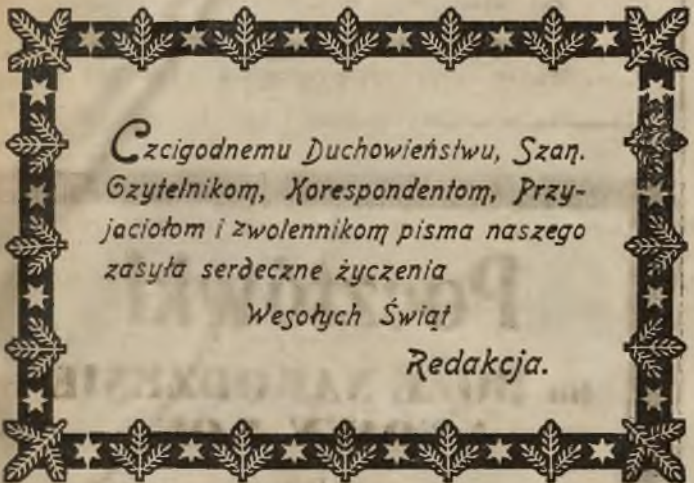 Czcigodnemu Duchowieństwu, Szan.
Czytelnikom, Korespondentom, Przy-
jaciołom i zwolennikom pisma naszego
zasyła serdeczne życzenia
Wesołych Świąt
Redakcja.